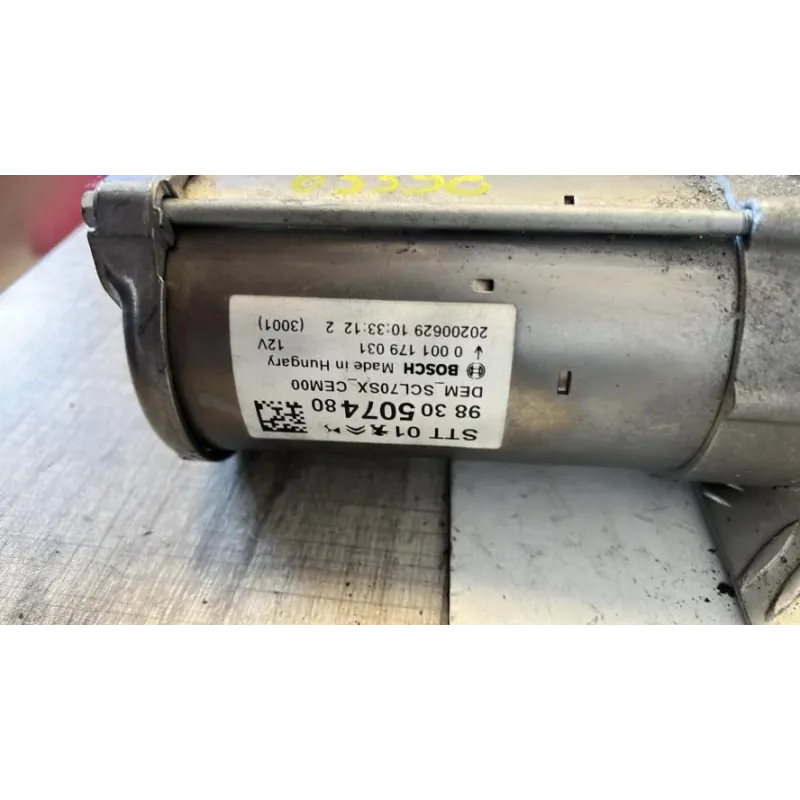 STT 01
98 30 5074 80
DEM_SCL70SX_CEM00
BOSCH Made in Hungary
0 001 179 031 12V
20200629 10:33:12 2 (3001)